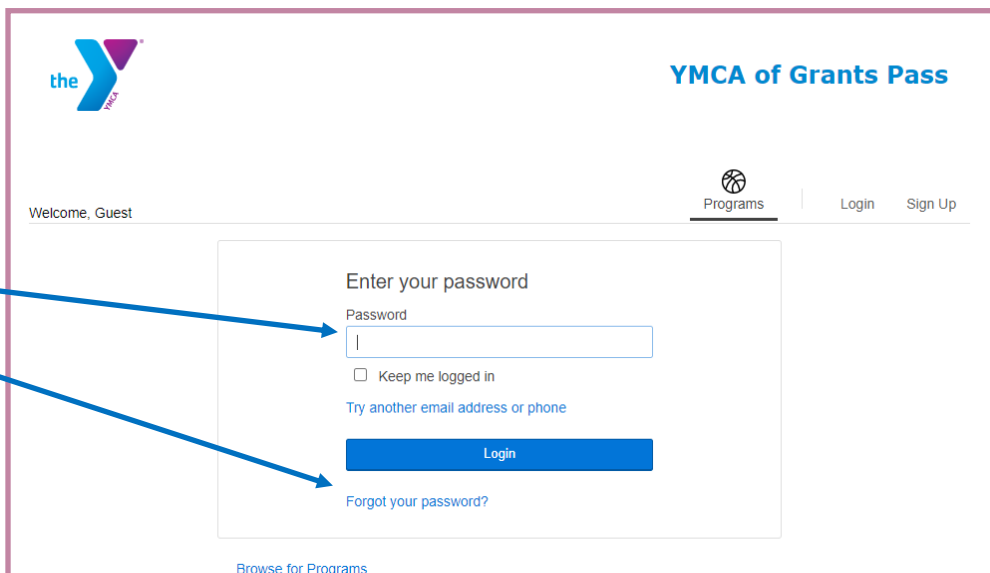 the
YMCA
YMCA of Grants Pass
Programs
Welcome, Guest
Login
Sign Up
Enter your password
Password
Keep me logged in
Try another email address or phone
Login
Forgot your password?
Browse for Programs